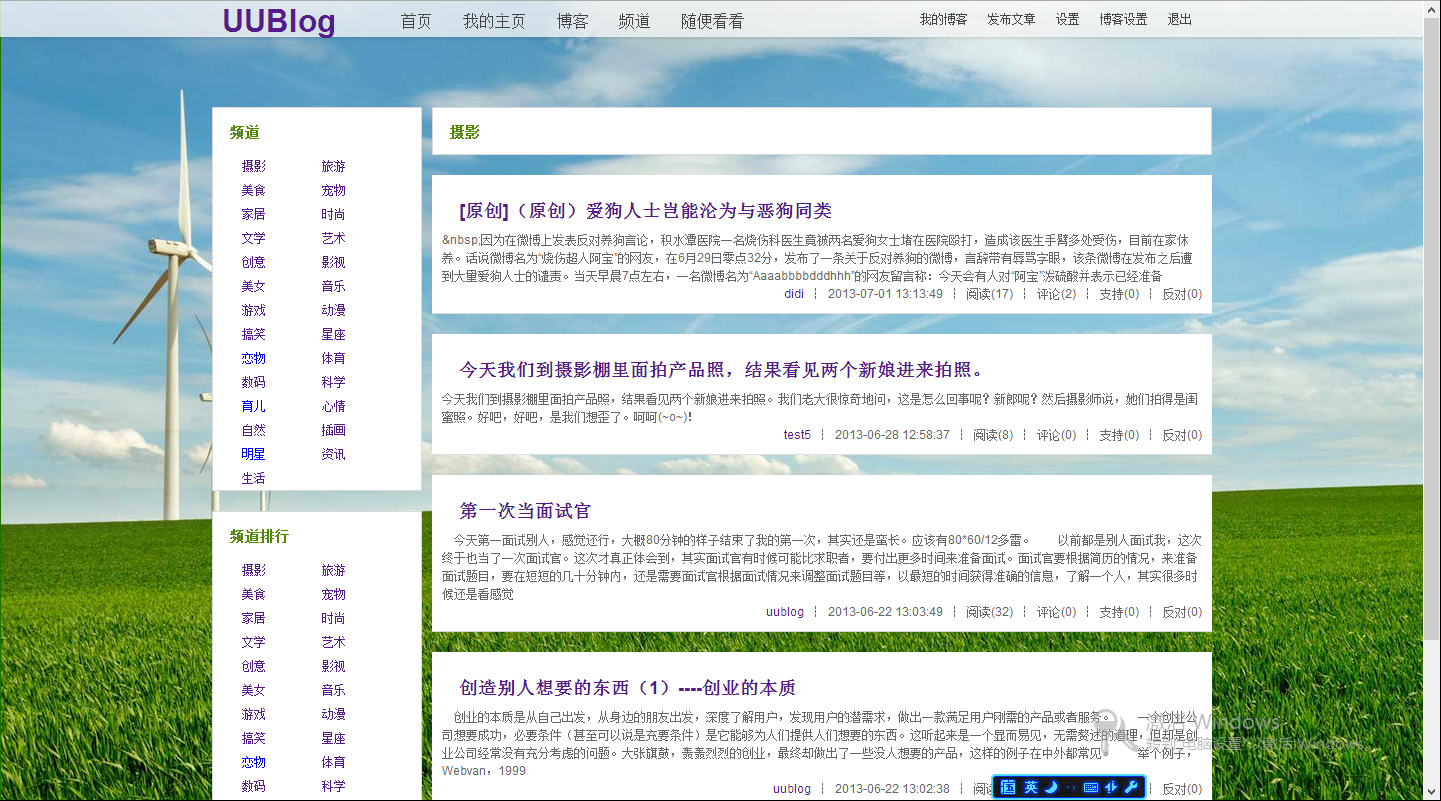 UUBlog 首页 我的主页 博客 频道 随便看看 我的博客 发布文章 设置 博客设置 退出
频道
摄影 旅游
美食 宠物
家居 时尚
文学 艺术
创意 影视
美女 音乐
游戏 动漫
搞笑 星座
恋物 体育
数码 科学
育儿 心情
自然 插画
明星 资讯
生活
频道排行
摄影 旅游
美食 宠物
家居 时尚
文学 艺术
创意 影视
美女 音乐
游戏 动漫
搞笑 星座
恋物 体育
数码 科学
摄影
[原创]（原创）爱狗人士岂能沦为与恶狗同类
&nbsp;因为在微博上发表反对养狗言论，积水潭医院一名烧伤科医生竟被两名爱狗女士堵在医院殴打，造成该医生手臂多处受伤，目前在家休
养。话说微博名为“烧伤超人阿宝”的网友，在6月29日零点32分，发布了一条关于反对养狗的微博，言辞带有辱骂字眼，该条微博在发布之后遭
到大量爱狗人士的谴责。当天早晨7点左右，一名微博名为“Aaaabbbbdddhhh”的网友留言称：今天会有人对“阿宝”泼硫酸并表示已经准备
didi ┆ 2013-07-01 13:13:49 ┆ 阅读(17) ┆ 评论(2) ┆ 支持(0) ┆ 反对(0)
今天我们到摄影棚里面拍产品照，结果看见两个新娘进来拍照。
今天我们到摄影棚里面拍产品照，结果看见两个新娘进来拍照。我们老大很惊奇地问，这是怎么回事呢？新郎呢？然后摄影师说，她们拍得是闺
蜜照。好吧，好吧，是我们想歪了。呵呵(~o~)!
test5 ┆ 2013-06-28 12:58:37 ┆ 阅读(8) ┆ 评论(0) ┆ 支持(0) ┆ 反对(0)
第一次当面试官
今天第一面试别人，感觉还行，大概80分钟的样子结束了我的第一次，其实还是蛮长。应该有80*60/12多雷。 以前都是别人面试我，这次
终于也当了一次面试官。这次才真正体会到，其实面试官有时候可能比求职者，要付出更多时间来准备面试。面试官要根据简历的情况，来准备
面试题目，要在短短的几十分钟内，还是需要面试官根据面试情况来调整面试题目等，以最短的时间获得准确的信息，了解一个人，其实很多时
候还是看感觉
uublog ┆ 2013-06-22 13:03:49 ┆ 阅读(32) ┆ 评论(0) ┆ 支持(0) ┆ 反对(0)
创造别人想要的东西（1）----创业的本质
创业的本质是从自己出发，从身边的朋友出发，深度了解用户，发现用户的潜需求，做出一款满足用户刚需的产品或者服务。 一个创业公
司想要成功，必要条件（甚至可以说是充要条件）是它能够为人们提供人们想要的东西。这听起来是一个显而易见，无需赘述的道理，但却是创
业公司经常没有充分考虑的问题。大张旗鼓，轰轰烈烈的创业，最终却做出了一些没人想要的产品，这样的例子在中外都常见。 举个例子，
Webvan，1999
uublog ┆ 2013-06-22 13:02:38 ┆ 反对(0)
激活 Windows
转到"电脑设置"以激活 Windows。
英